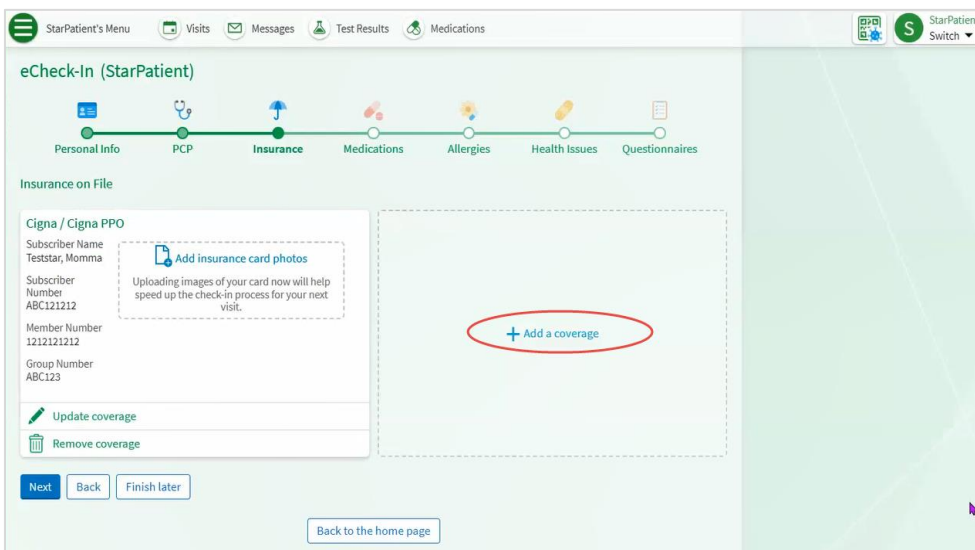 StarPatient's Menu Visits Messages Test Results Medications
S StarPatien
Switch
eCheck-In (StarPatient)
Personal Info PCP Insurance Medications Allergies Health Issues Questionnaires
Insurance on File
Cigna / Cigna PPO
Subscriber Name
Teststar, Momma
Subscriber
Number
ABC121212
Member Number
1212121212
Group Number
ABC123
Add insurance card photos
Uploading images of your card now will help
speed up the check-in process for your next
visit.
Update coverage
Remove coverage
+ Add a coverage
Next Back Finish later
Back to the home page